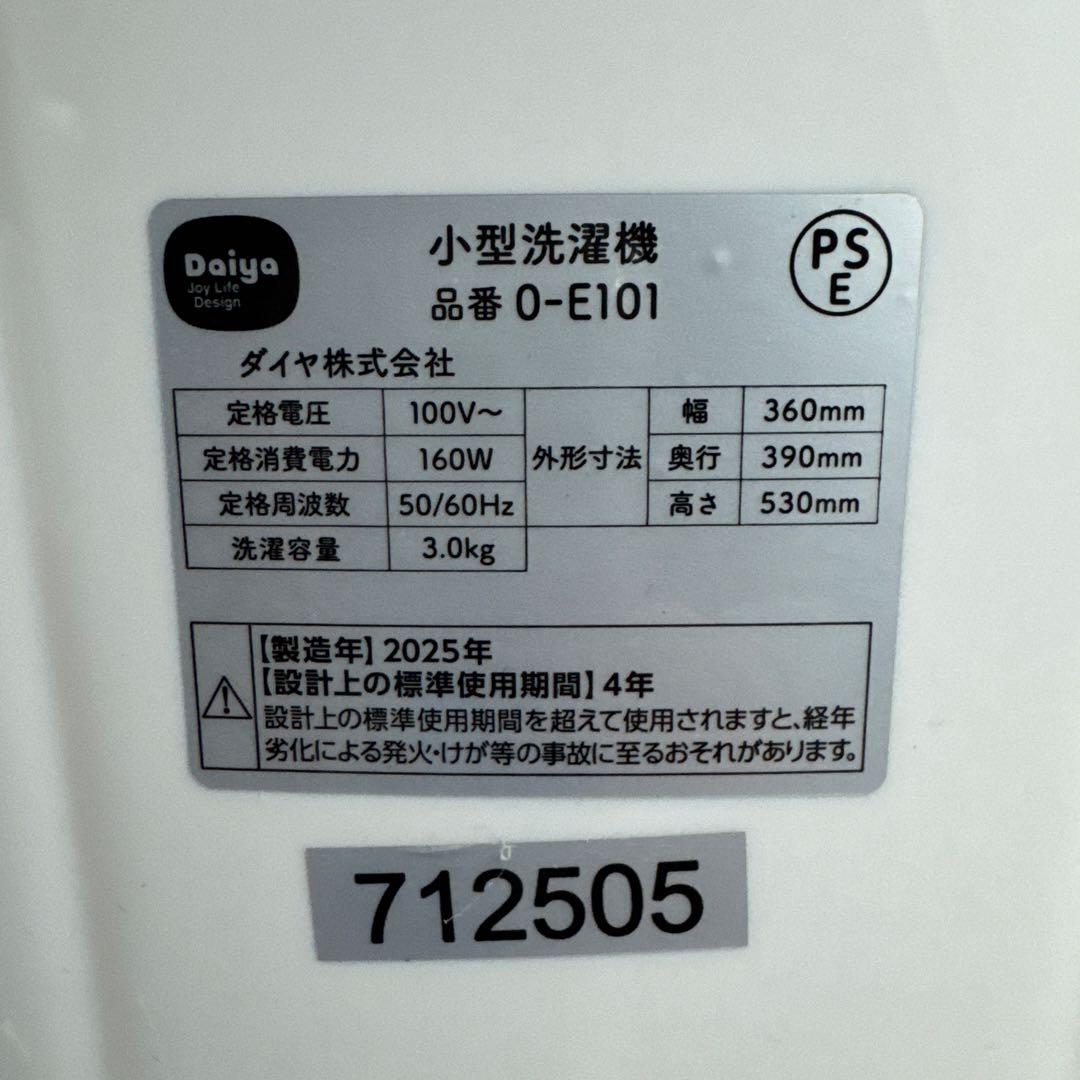 Daiya
Joy Life
Design
小型洗濯機
品番 0-E101
PS
E
ダイヤ株式会社
定格電圧 100V～ 外形寸法 幅 360mm
定格消費電力 160W 奥行 390mm
定格周波数 50/60Hz 高さ 530mm
洗濯容量 3.0kg
【製造年】2025年
【設計上の標準使用期間】4年
設計上の標準使用期間を超えて使用されますと、経年
劣化による発火・けが等の事故に至るおそれがあります。
712505